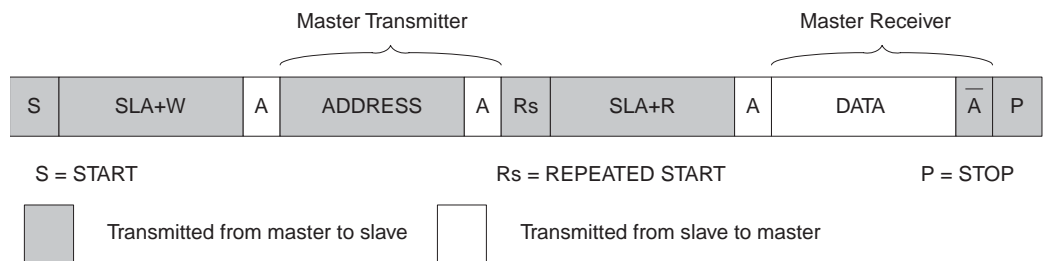 Master Transmitter Master Receiver
S SLA+W A ADDRESS A Rs SLA+R A DATA A̅ P
S = START Rs = REPEATED START P = STOP
Transmitted from master to slave Transmitted from slave to master